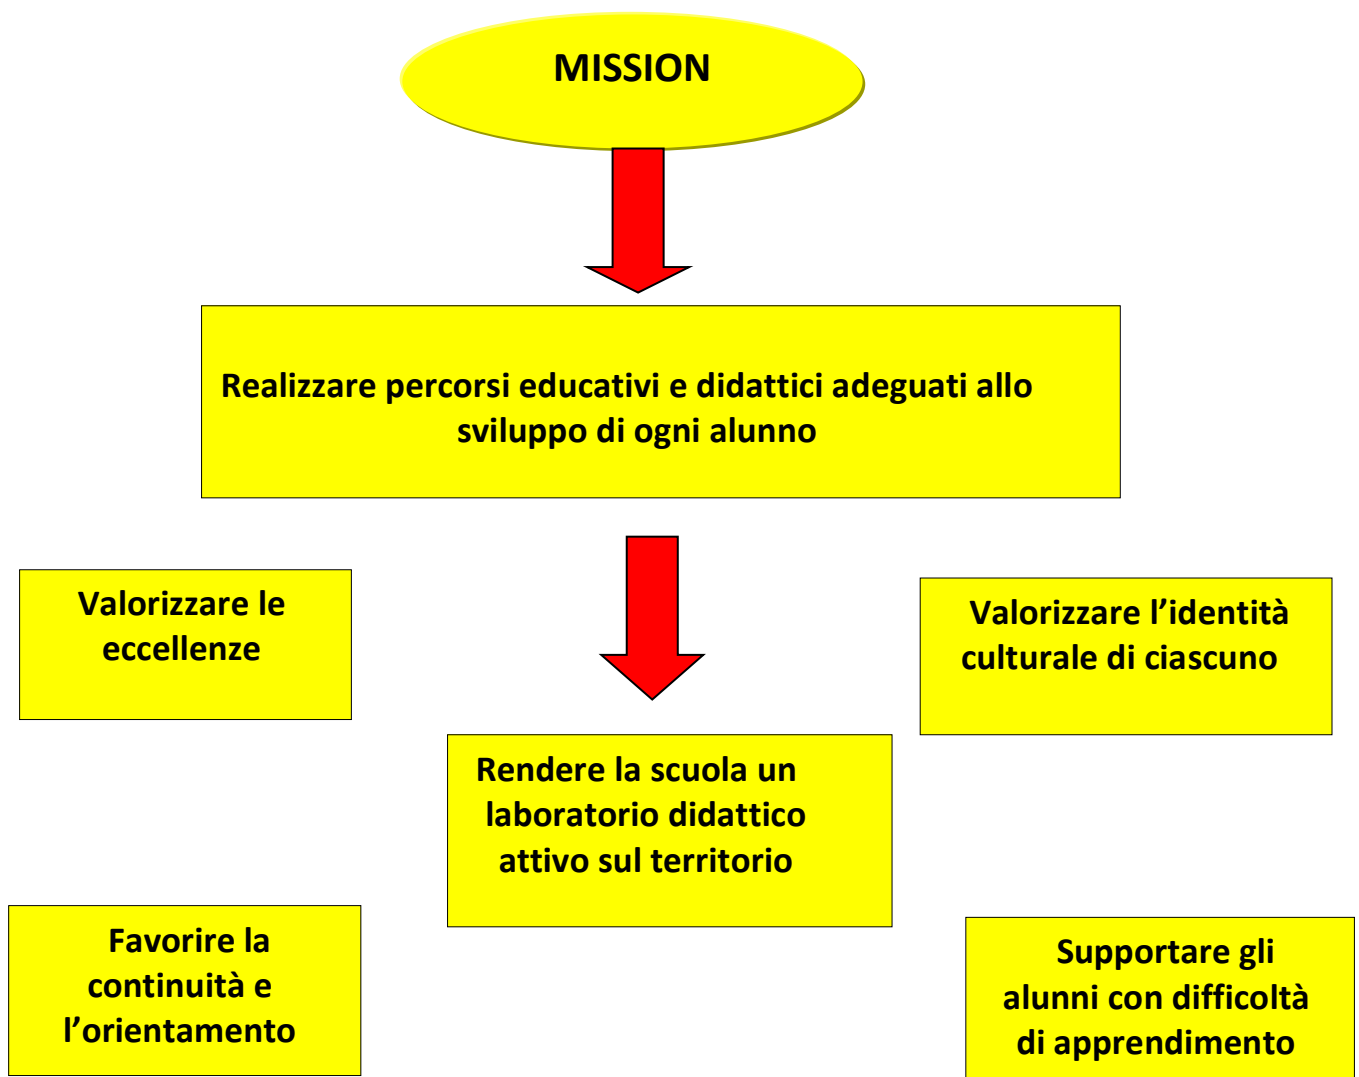 MISSION
Realizzare percorsi educativi e didattici adeguati allo
sviluppo di ogni alunno
Valorizzare le
eccellenze
Valorizzare l’identità
culturale di ciascuno
Rendere la scuola un
laboratorio didattico
attivo sul territorio
Favorire la
continuità e
l’orientamento
Supportare gli
alunni con difficoltà
di apprendimento